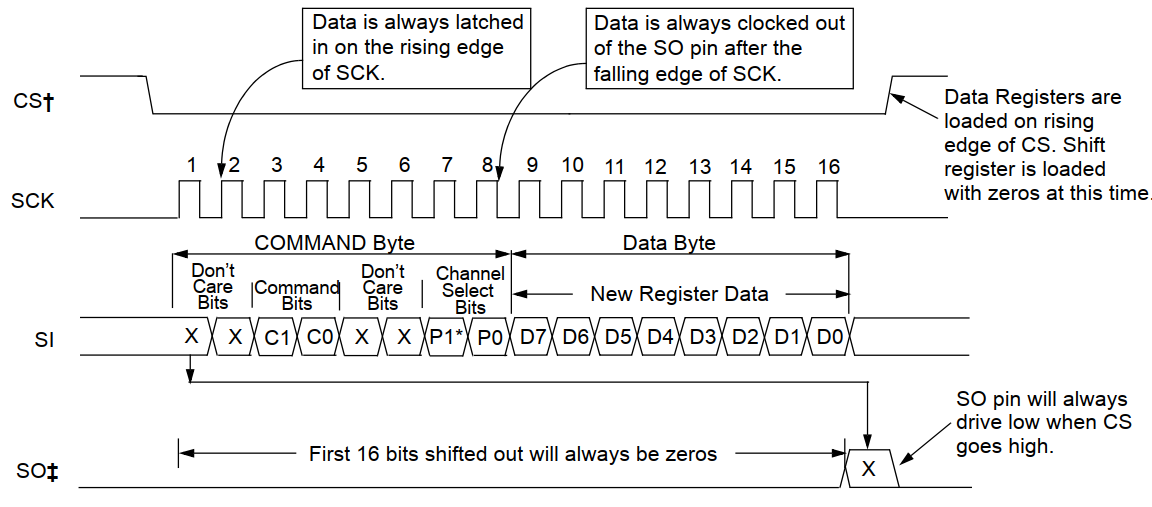 Data is always latched
in on the rising edge
of SCK.
Data is always clocked out
of the SO pin after the
falling edge of SCK.
CS†
Data Registers are
loaded on rising
edge of CS. Shift
register is loaded
with zeros at this time.
1 2 3 4 5 6 7 8 9 10 11 12 13 14 15 16
SCK
COMMAND Byte
Data Byte
Don't
Care
Bits
Command
Bits
Don't
Care
Bits
Channel
Select
Bits
New Register Data
SI
X X C1 C0 X X P1* P0 D7 D6 D5 D4 D3 D2 D1 D0
SO pin will always
drive low when CS
goes high.
First 16 bits shifted out will always be zeros
SO‡
X